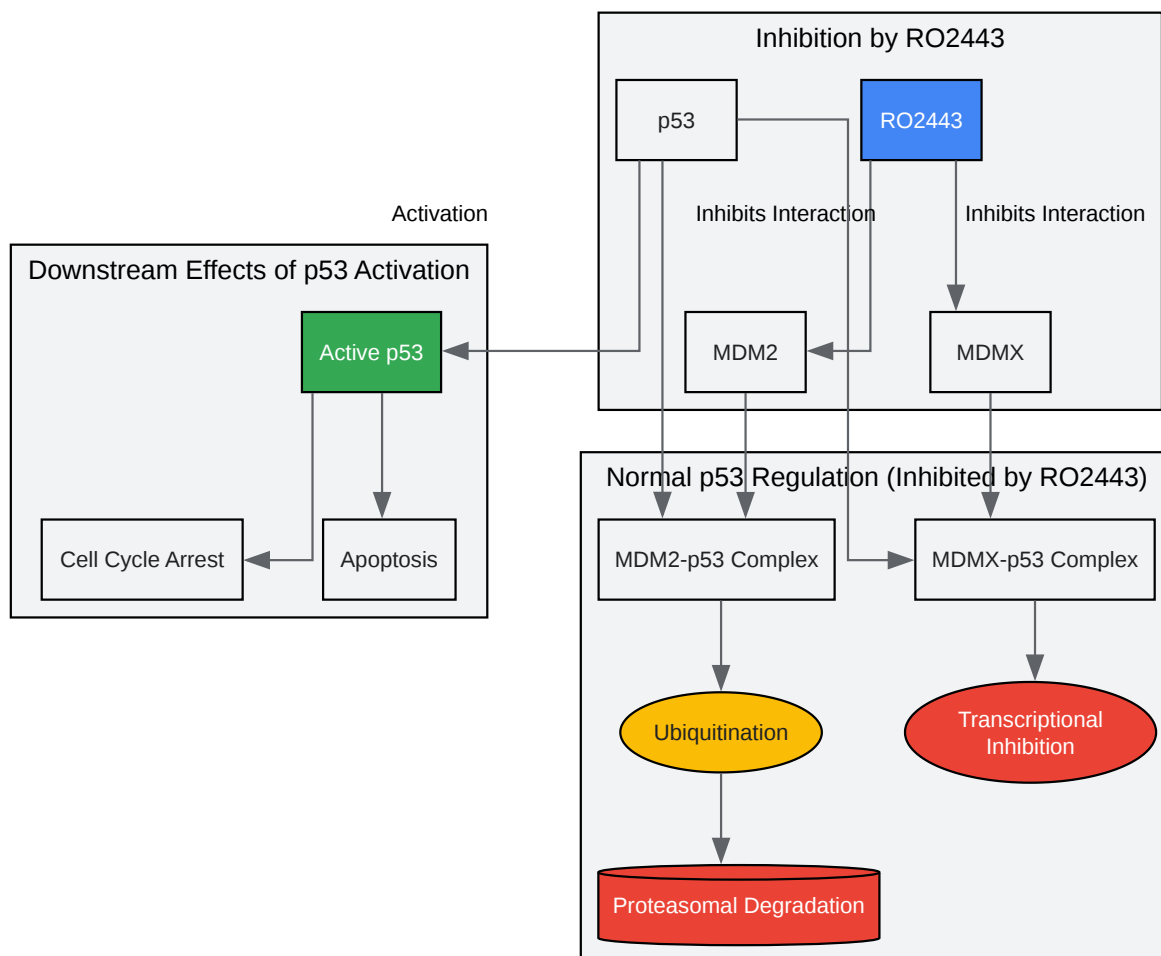 Inhibition by RO2443
p53
RO2443
Activation
Inhibits Interaction
Inhibits Interaction
Downstream Effects of p53 Activation
Active p53
MDM2
MDMX
Normal p53 Regulation (Inhibited by RO2443)
Cell Cycle Arrest
Apoptosis
MDM2-p53 Complex
MDMX-p53 Complex
Ubiquitination
Transcriptional
Inhibition
Proteasomal Degradation